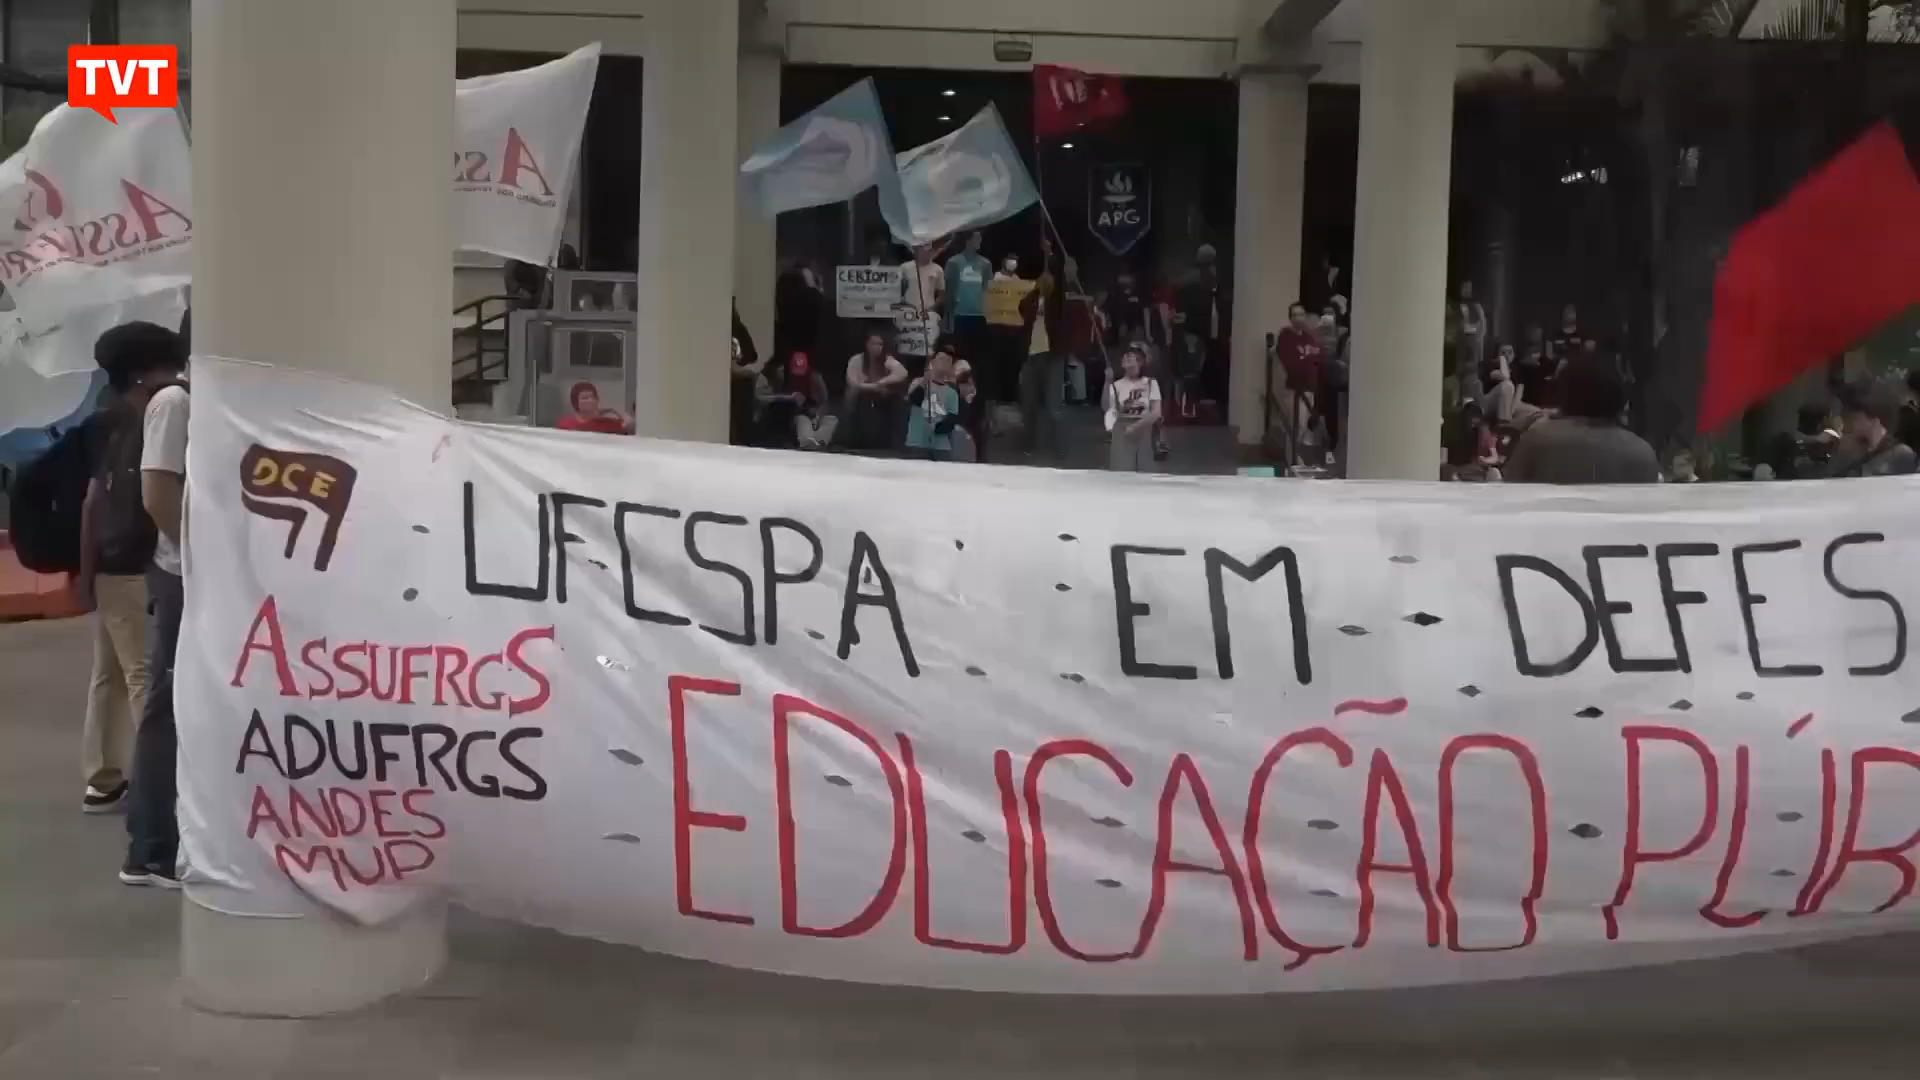 TVT
APG
DCE
UFCSPA EM DEFES
ASSUFRGS
ADUFRGS
ANDES
MUP
EDUCAÇÃO PÚB